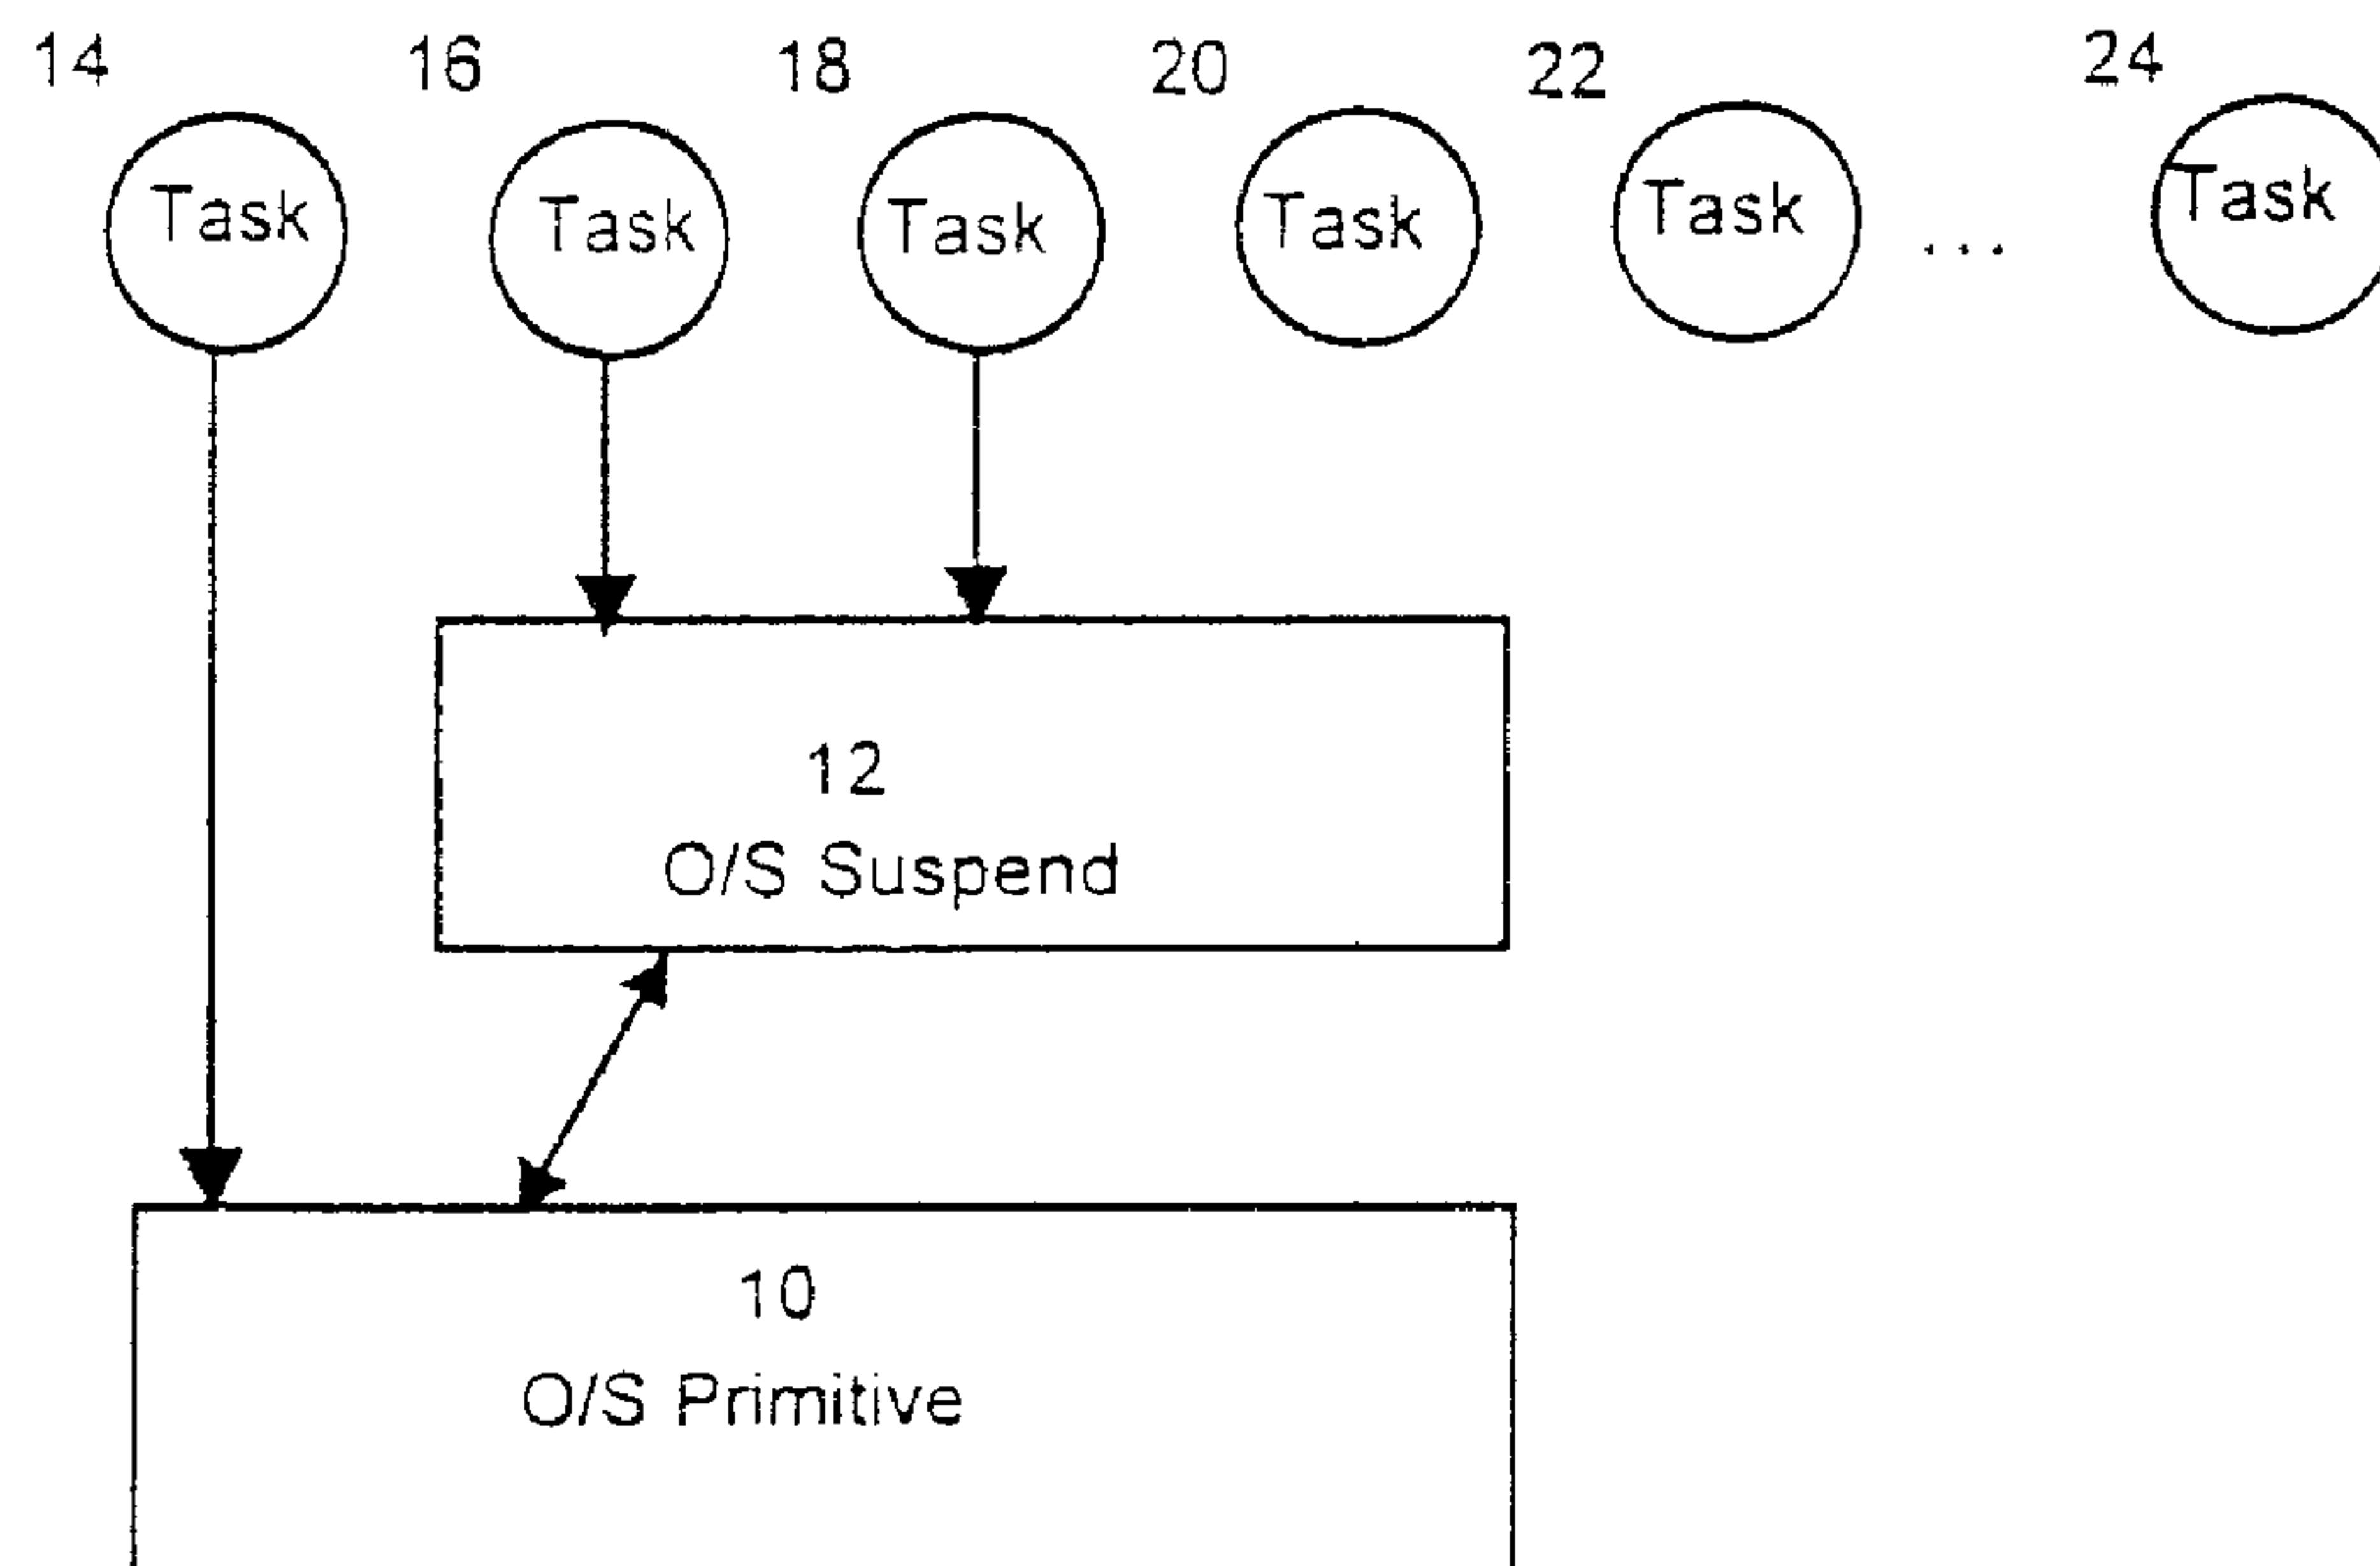 14 16 18 20 22 24
Task Task Task Task Task ... Task
12
O/S Suspend
10
O/S Primitive